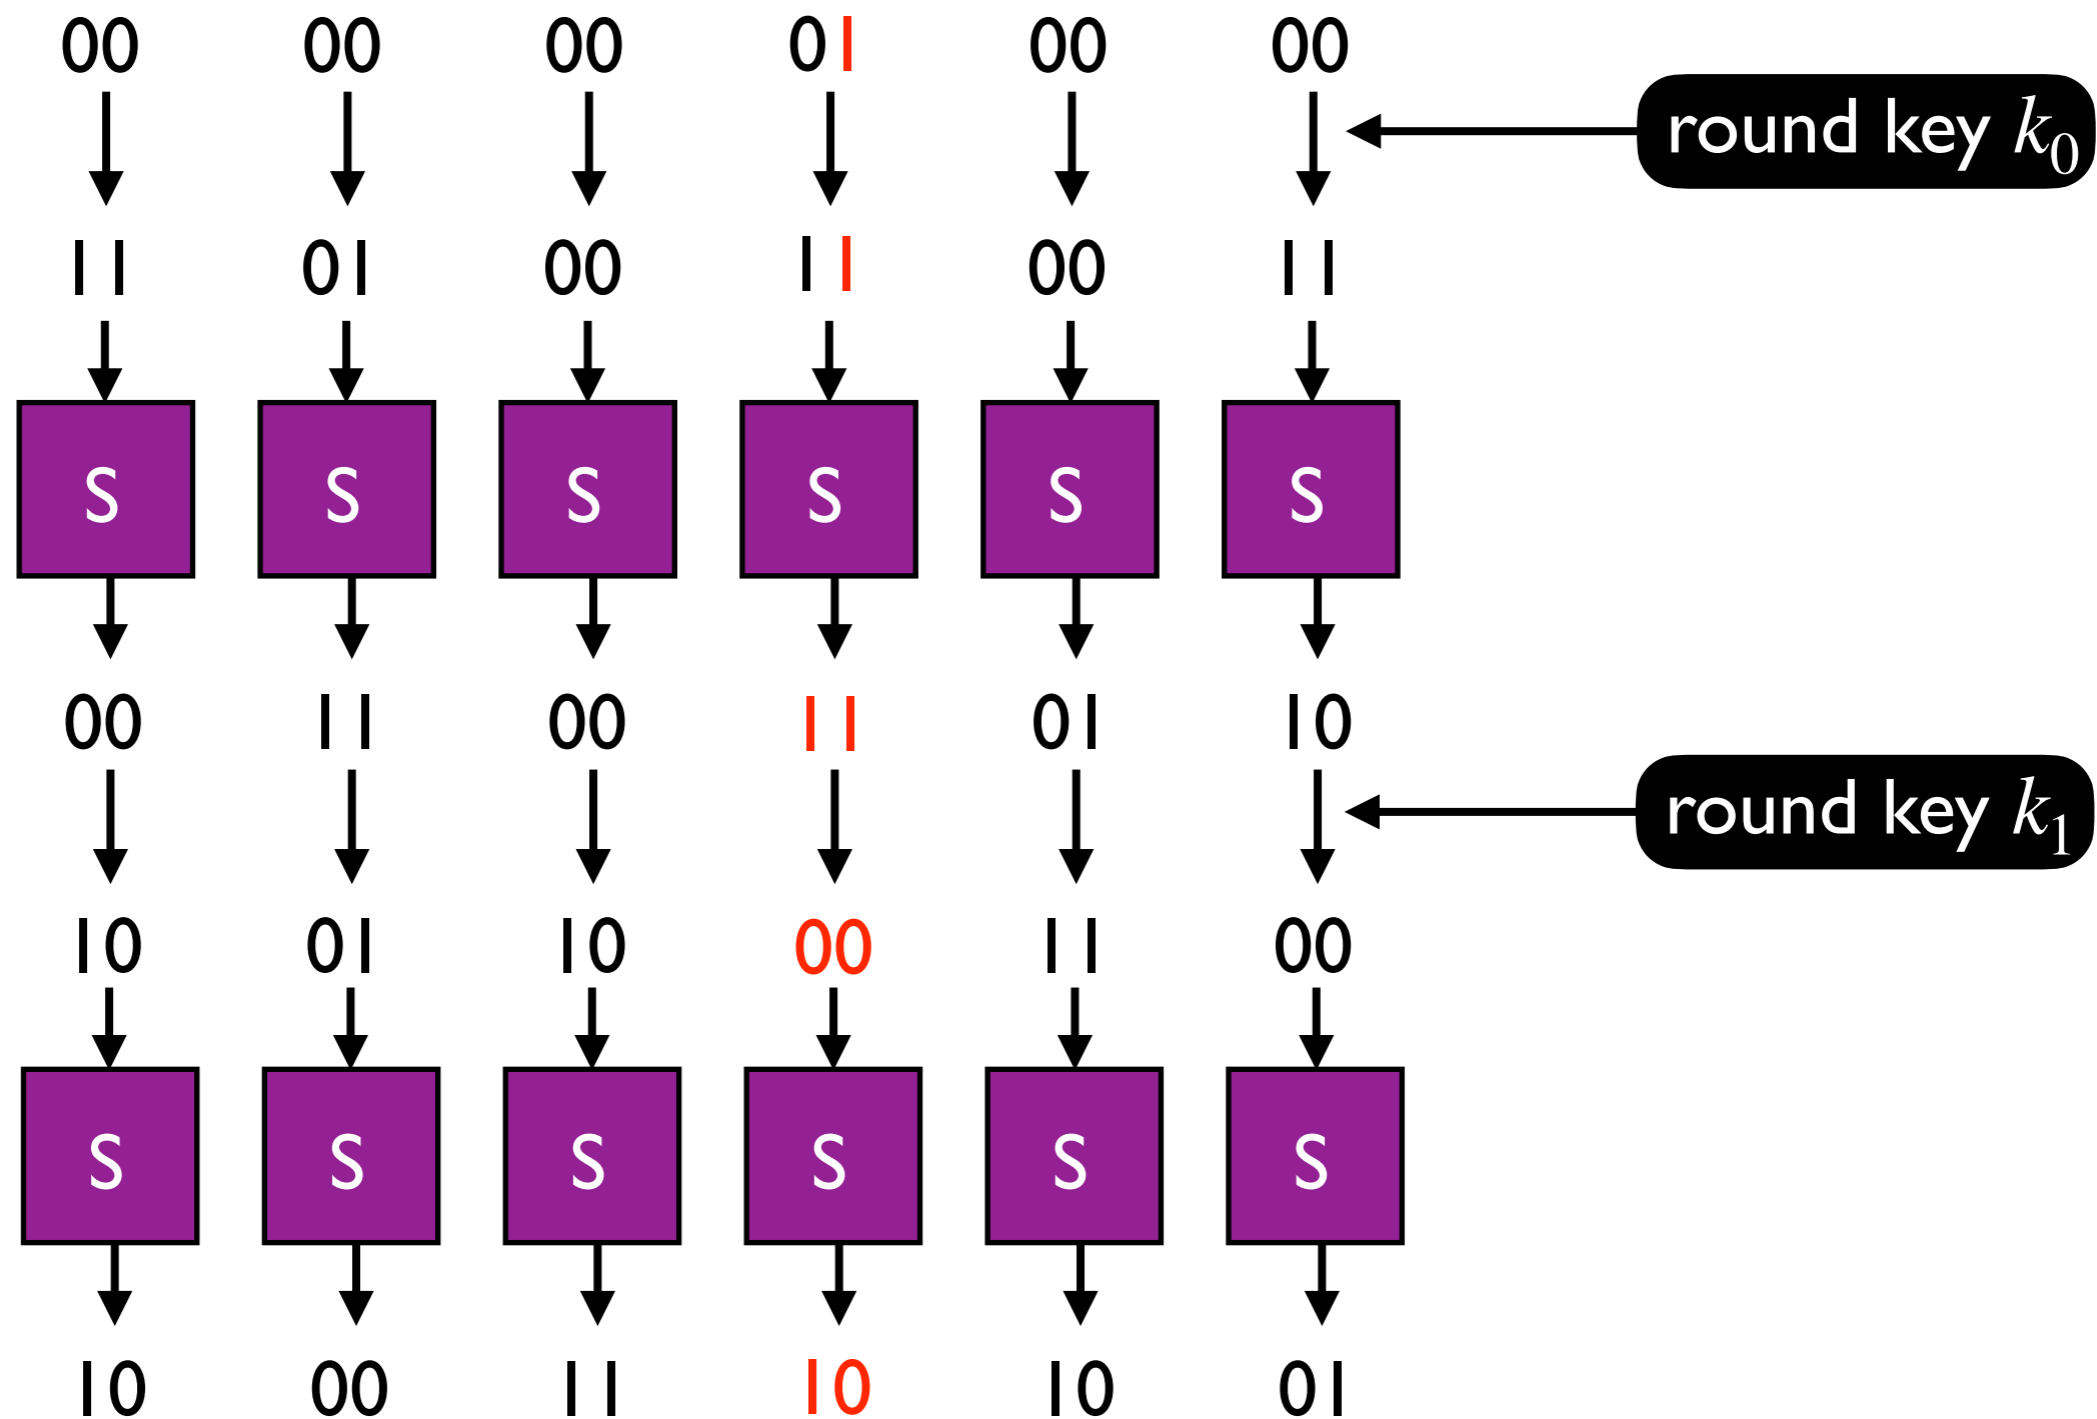 00 00 00 01 00 00
round key k0
11 01 00 11 00 11
S S S S S S
00 11 00 11 01 10
round key k1
10 01 10 00 11 00
S S S S S S
10 00 11 10 10 01